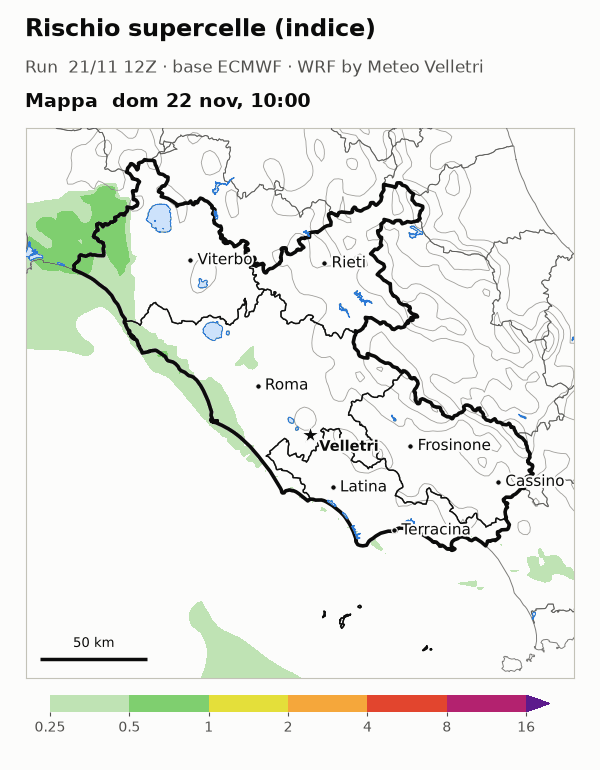 Rischio supercelle (indice)
Run  21/11 12Z · base ECMWF · WRF by Meteo Velletri
Mappa  dom 22 nov, 10:00
Viterbo
Rieti
Roma
Velletri
Frosinone
Cassino
Latina
Terracina
50 km
0.25 0.5 1 2 4 8 16